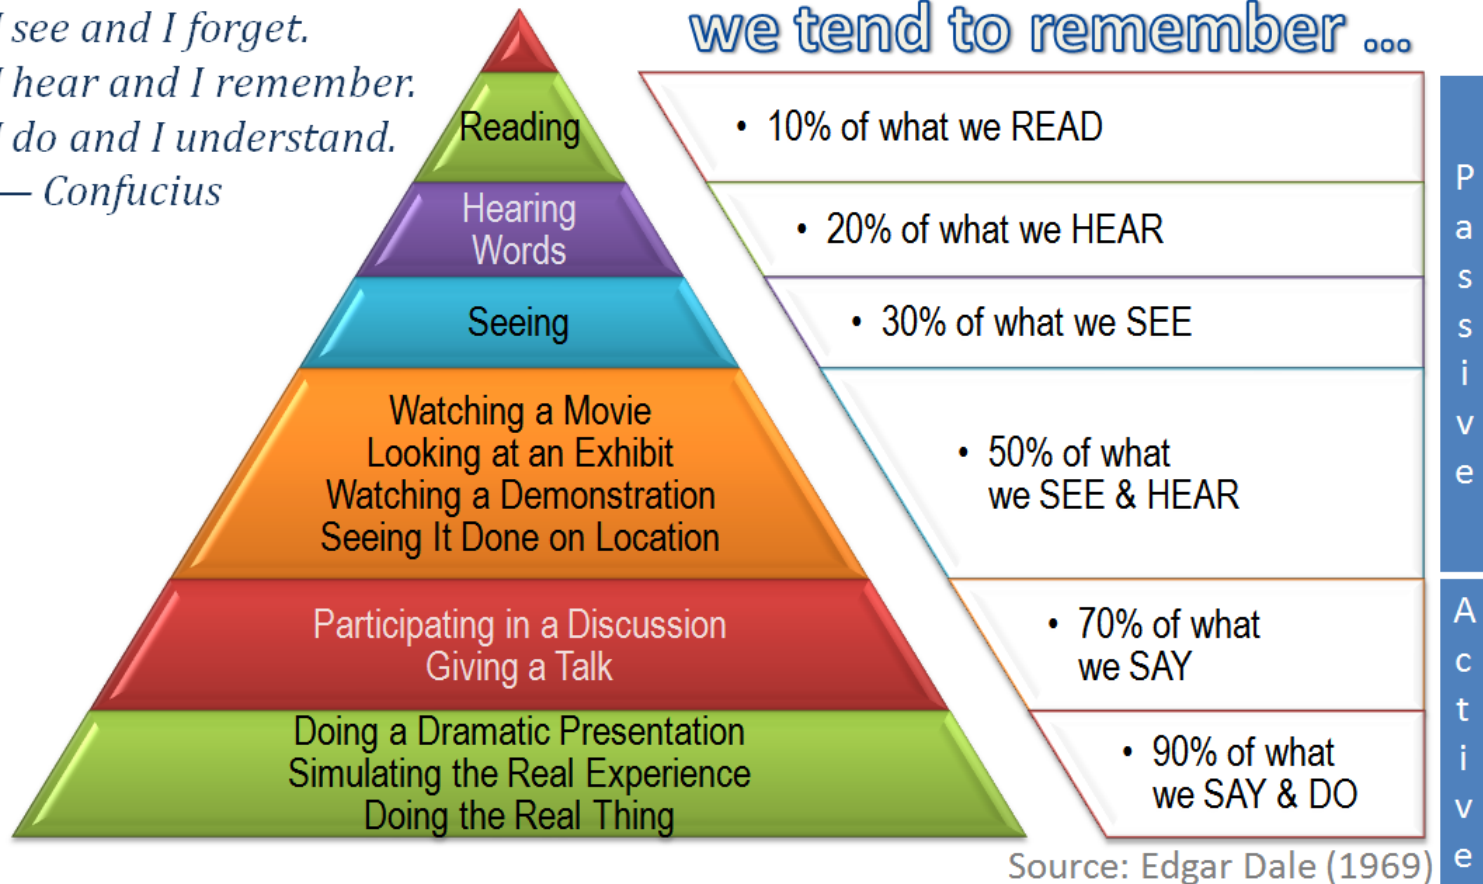 I see and I forget.
I hear and I remember.
I do and I understand.
— Confucius
we tend to remember ...
Reading
Hearing
Words
Seeing
Watching a Movie
Looking at an Exhibit
Watching a Demonstration
Seeing It Done on Location
Participating in a Discussion
Giving a Talk
Doing a Dramatic Presentation
Simulating the Real Experience
Doing the Real Thing
• 10% of what we READ
• 20% of what we HEAR
• 30% of what we SEE
• 50% of what
we SEE & HEAR
• 70% of what
we SAY
• 90% of what
we SAY & DO
Passive
Active
Source: Edgar Dale (1969)